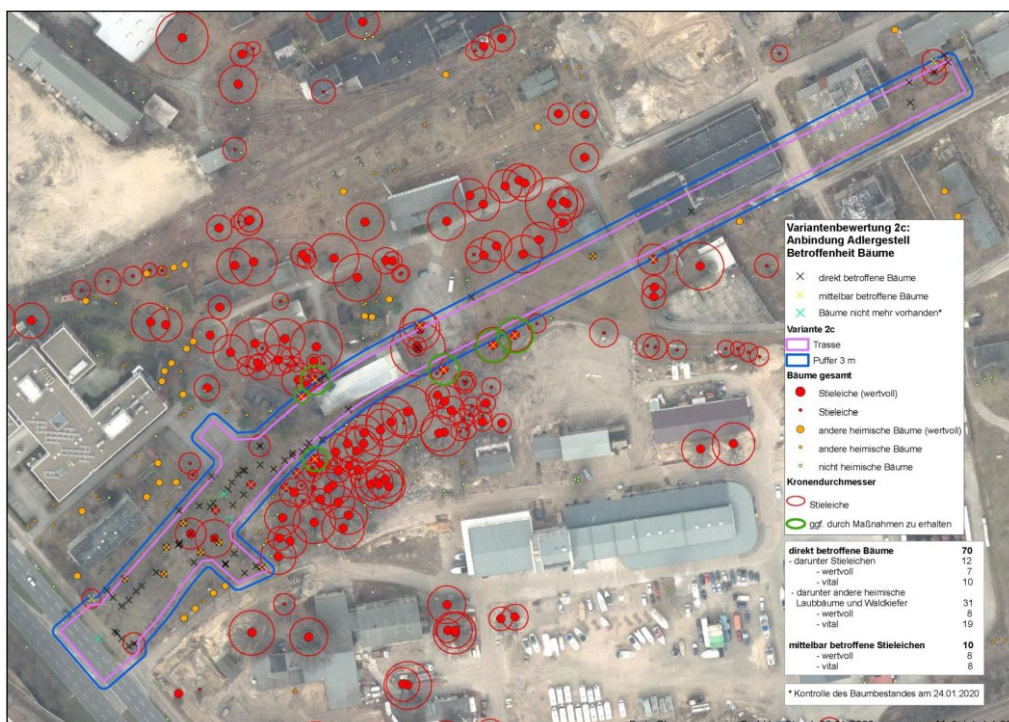 Variantenbewertung 2c:
Anbindung Adlergestell
Betroffenheit Bäume
direkt betroffene Bäume
mittelbar betroffene Bäume
Bäume nicht mehr vorhanden*
Variante 2c
Trasse
Puffer 3 m
Bäume gesamt
Stieleiche (wertvoll)
Stieleiche
andere heimische Bäume (wertvoll)
andere heimische Bäume
nicht heimische Bäume
Kronendurchmesser
Stieleiche
ggf. durch Maßnahmen zu erhalten
direkt betroffene Bäume 70
- darunter Stieleichen 12
- wertvoll 7
- vital 10
- darunter andere heimische
Laubbäume und Waldkiefer 31
- wertvoll 8
- vital 19
mittelbar betroffene Stieleichen 10
- wertvoll 8
- vital 8
* Kontrolle des Baumbestandes am 24.01.2020